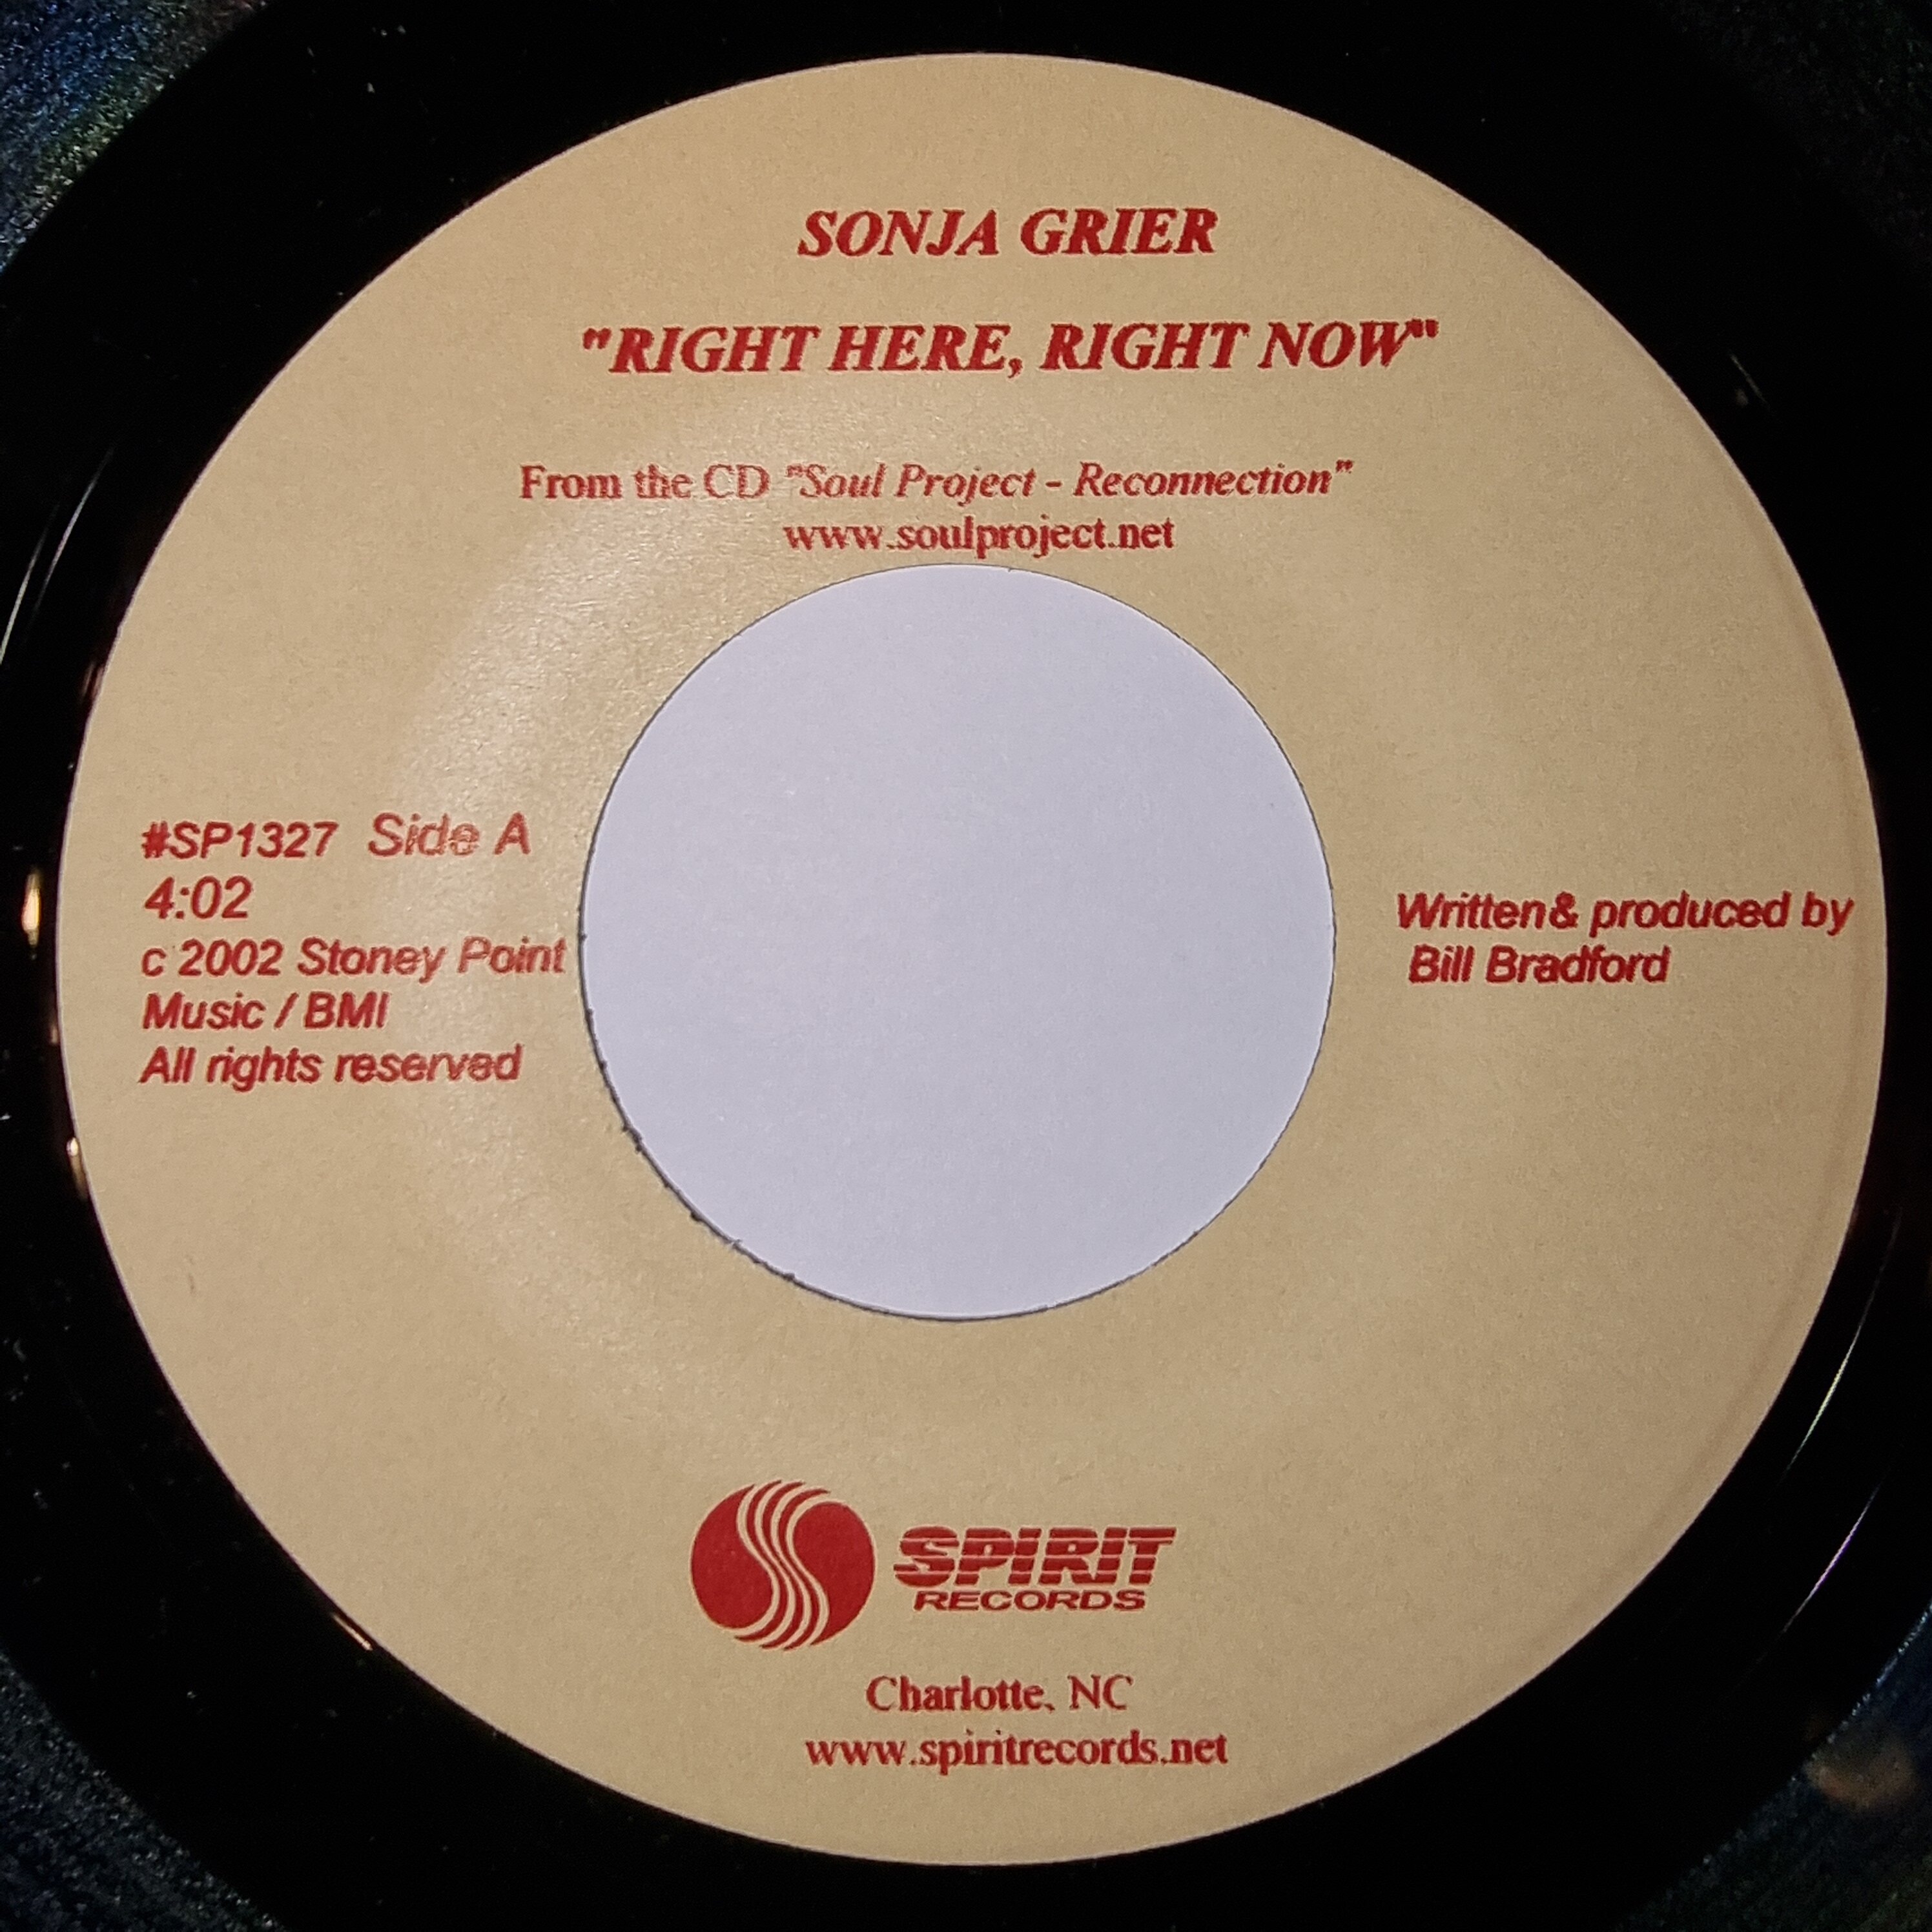 SONJA GRIER
"RIGHT HERE, RIGHT NOW"
From the CD "Soul Project - Reconnection"
www.soulproject.net
#SP1327 Side A
4:02
c 2002 Stoney Point
Music / BMI
All rights reserved
Written& produced by
Bill Bradford
SPIRIT
RECORDS
Charlotte, NC
www.spiritrecords.net